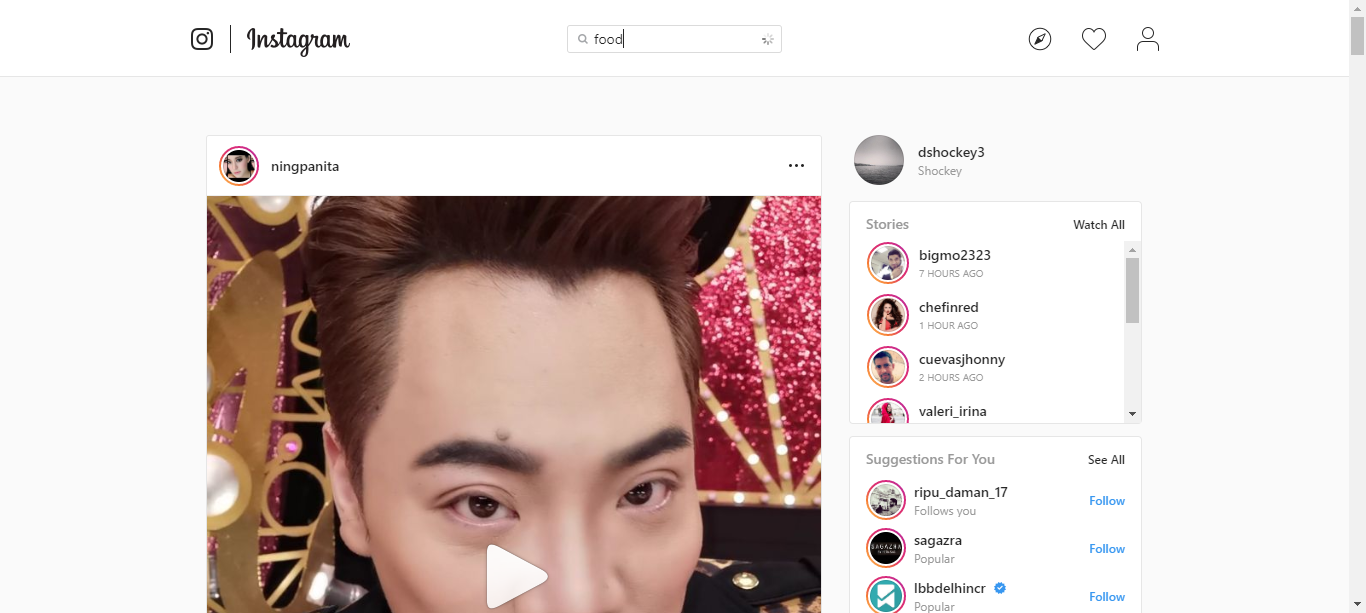 Instagram
food
ningpanita
dshockey3
Shockey
Stories
Watch All
bigmo2323
7 HOURS AGO
chefinred
1 HOUR AGO
cuevasjhonny
2 HOURS AGO
valeri_irina
Suggestions For You
See All
ripu_daman_17
Follows you
Follow
SAGAZRA
sagazra
Popular
Follow
lbbdelhincr
Popular
Follow